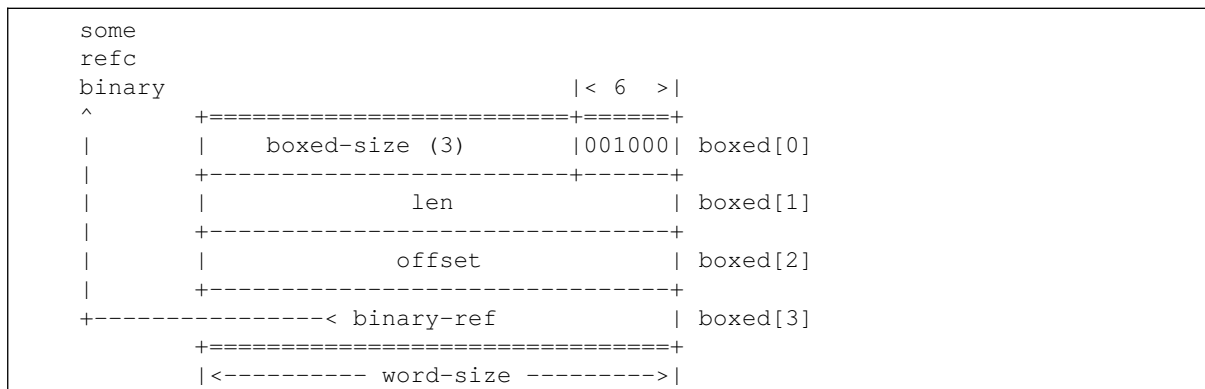 some
refc
binary                            |< 6  >|
^       +=========================+======+
|       |    boxed-size (3)       |001000| boxed[0]
|       +-------------------------+------+
|       |              len               | boxed[1]
|       +--------------------------------+
|       |             offset             | boxed[2]
|       +--------------------------------+
+----------------< binary-ref            | boxed[3]
        +================================+
        |<---------- word-size --------->|